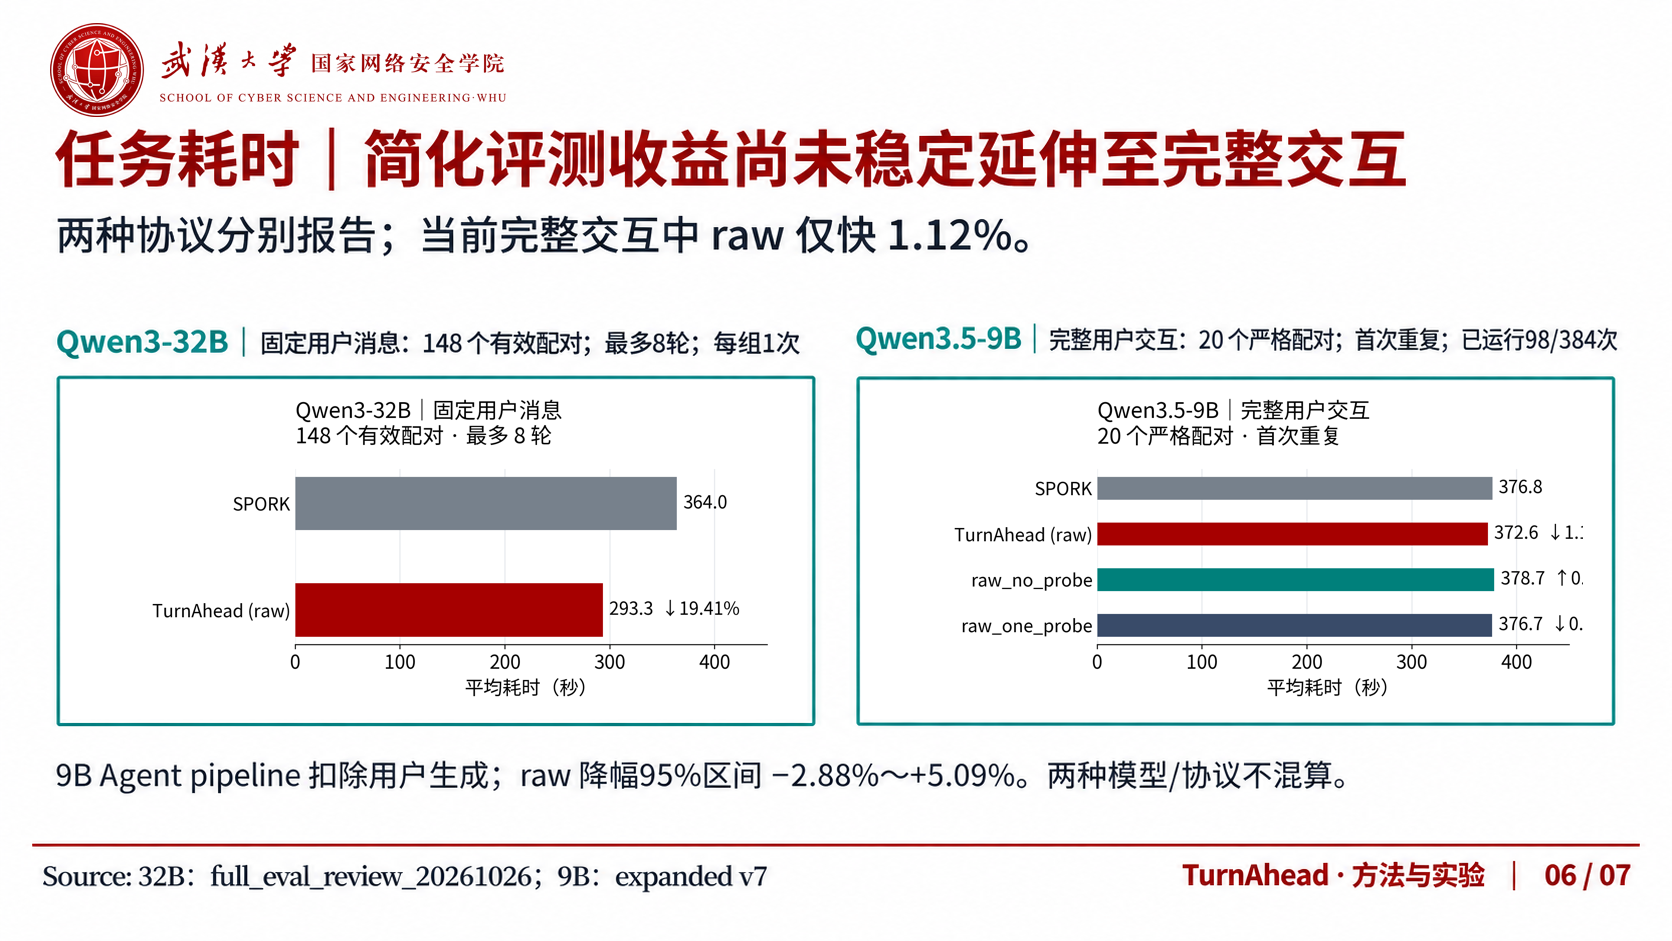 武漢大学 国家网络安全学院
SCHOOL OF CYBER SCIENCE AND ENGINEERING·WHU
任务耗时｜简化评测收益尚未稳定延伸至完整交互
两种协议分别报告；当前完整交互中 raw 仅快 1.12%。
Qwen3-32B｜固定用户消息：148 个有效配对；最多8轮；每组1次
Qwen3-32B｜固定用户消息
148 个有效配对 · 最多 8 轮
SPORK 364.0
TurnAhead (raw) 293.3 ↓19.41%
0 100 200 300 400
平均耗时（秒）
Qwen3.5-9B｜完整用户交互：20 个严格配对；首次重复；已运行98/384次
Qwen3.5-9B｜完整用户交互
20 个严格配对 · 首次重复
SPORK 376.8
TurnAhead (raw) 372.6 ↓1.
raw_no_probe 378.7 ↑0.
raw_one_probe 376.7 ↓0.
0 100 200 300 400
平均耗时（秒）
9B Agent pipeline 扣除用户生成；raw 降幅95%区间 −2.88%～+5.09%。两种模型/协议不混算。
Source: 32B：full_eval_review_20261026；9B：expanded v7
TurnAhead · 方法与实验 ｜ 06 / 07